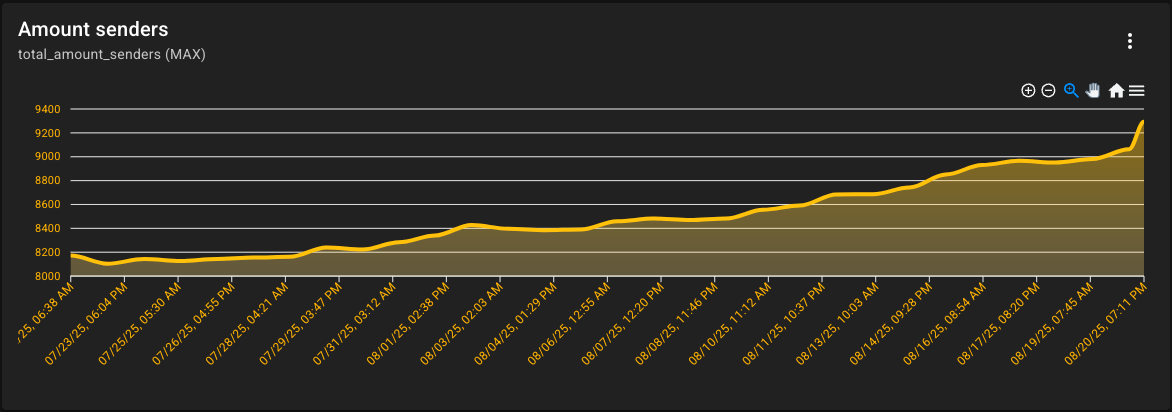 Amount senders
total_amount_senders (MAX)
9400
9200
9000
8800
8600
8400
8200
8000
/25, 06:38 AM
07/23/25, 06:04 PM
07/25/25, 05:30 AM
07/26/25, 04:55 PM
07/28/25, 04:21 AM
07/29/25, 03:47 PM
07/31/25, 03:12 AM
08/01/25, 02:38 PM
08/03/25, 02:03 AM
08/04/25, 01:29 PM
08/06/25, 12:55 AM
08/07/25, 12:20 PM
08/08/25, 11:46 PM
08/10/25, 11:12 AM
08/11/25, 10:37 PM
08/13/25, 10:03 AM
08/14/25, 09:28 PM
08/16/25, 08:54 AM
08/17/25, 08:20 PM
08/19/25, 07:45 AM
08/20/25, 07:11 PM